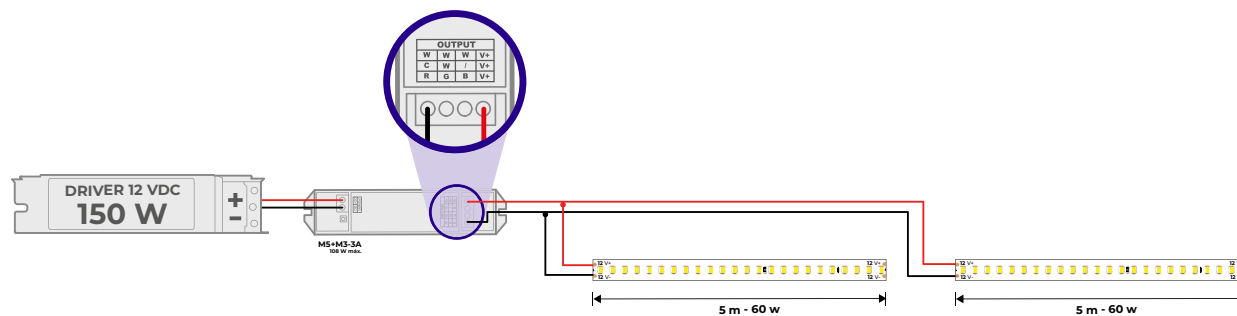 OUTPUT
W W W V+
C W / V+
R G B V+
DRIVER 12 VDC
150 W
+
−
M5+M3-3A
108 W máx.
12 V+ 12 V+
12 V- 12 V-
5 m - 60 w
12 V+ 12
12 V- 12
5 m - 60 w